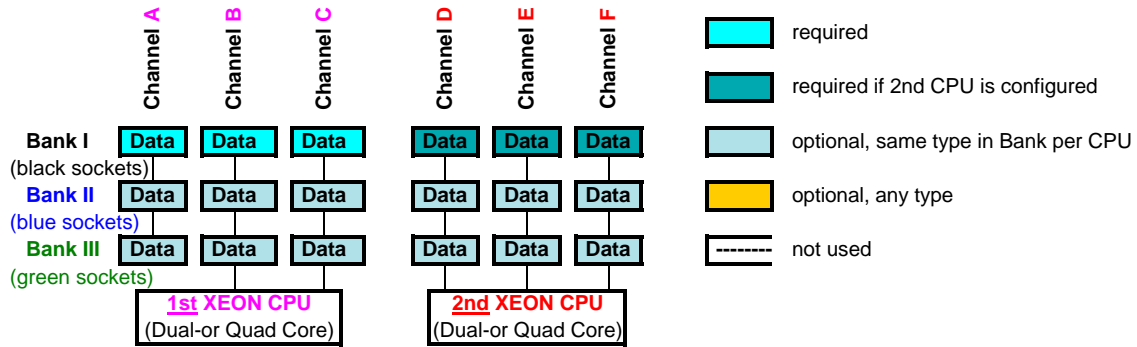 Channel A
Channel B
Channel C
Channel D
Channel E
Channel F
Bank I
(black sockets)
Data Data Data Data Data Data
Bank II
(blue sockets)
Data Data Data Data Data Data
Bank III
(green sockets)
Data Data Data Data Data Data
1st XEON CPU
(Dual-or Quad Core)
2nd XEON CPU
(Dual-or Quad Core)
required
required if 2nd CPU is configured
optional, same type in Bank per CPU
optional, any type
-------- not used